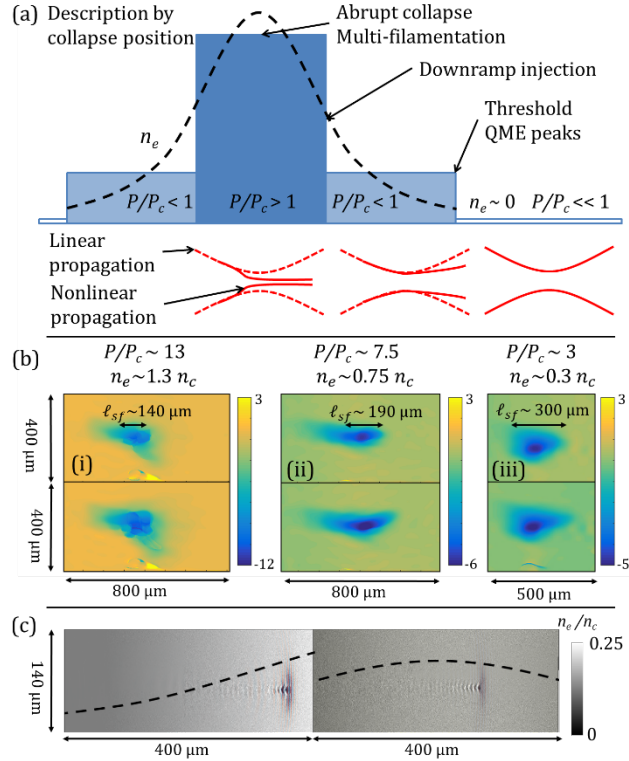 (a)
Description by
collapse position
Abrupt collapse
Multi-filamentation
Downramp injection
Threshold
QME peaks
n_e
P/P_c < 1
P/P_c > 1
P/P_c < 1
n_e ~ 0
P/P_c << 1
Linear
propagation
Nonlinear
propagation
(b)
P/P_c ~ 13
n_e ~ 1.3 n_c
P/P_c ~ 7.5
n_e ~ 0.75 n_c
P/P_c ~ 3
n_e ~ 0.3 n_c
400 μm
400 μm
ℓ_sf ~ 140 μm
(i)
3
-12
ℓ_sf ~ 190 μm
(ii)
3
-6
ℓ_sf ~ 300 μm
(iii)
3
-5
800 μm
800 μm
500 μm
(c)
n_e/n_c
0.25
0
140 μm
400 μm
400 μm